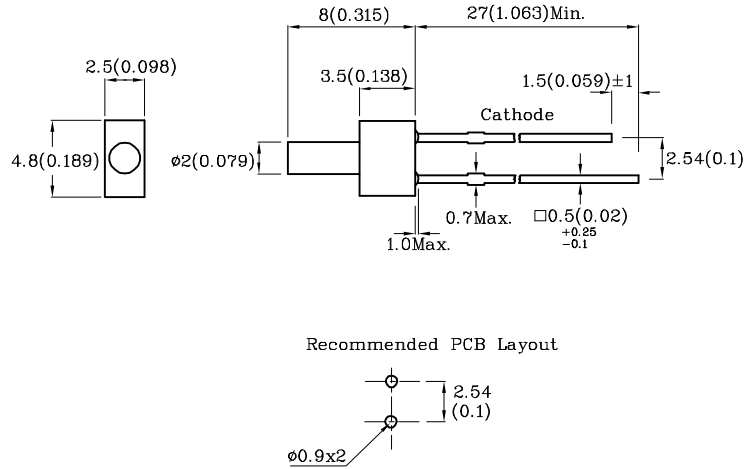 8(0.315)
27(1.063)Min.
2.5(0.098)
3.5(0.138)
1.5(0.059)±1
Cathode
4.8(0.189)
ø2(0.079)
2.54(0.1)
0.7Max.
□0.5(0.02)
+0.25
-0.1
1.0Max.
Recommended PCB Layout
2.54
(0.1)
ø0.9x2